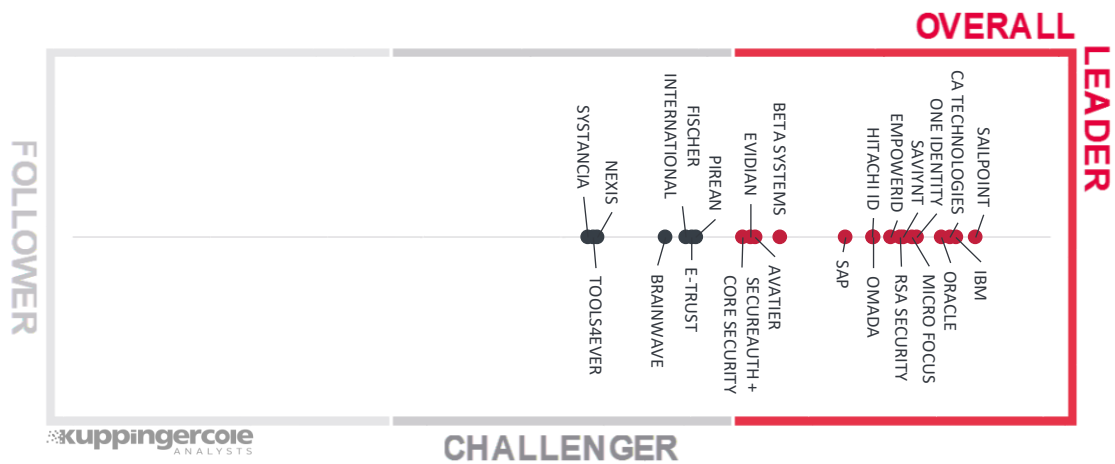 OVERALL
LEADER
FOLLOWER
CHALLENGER
SYSTANCIA
NEXIS
INTERNATIONAL
FISCHER
PIREAN
EVIDIAN
BETA SYSTEMS
HITACHI ID
EMPOWERID
SAVIYNT
ONE IDENTITY
CA TECHNOLOGIES
SAILPOINT
TOOLS4EVER
BRAINWAVE
E-TRUST
CORE SECURITY
SECUREAUTH +
AVATIER
SAP
OMADA
RSA SECURITY
MICRO FOCUS
ORACLE
IBM
kuppingercole
ANALYSTS